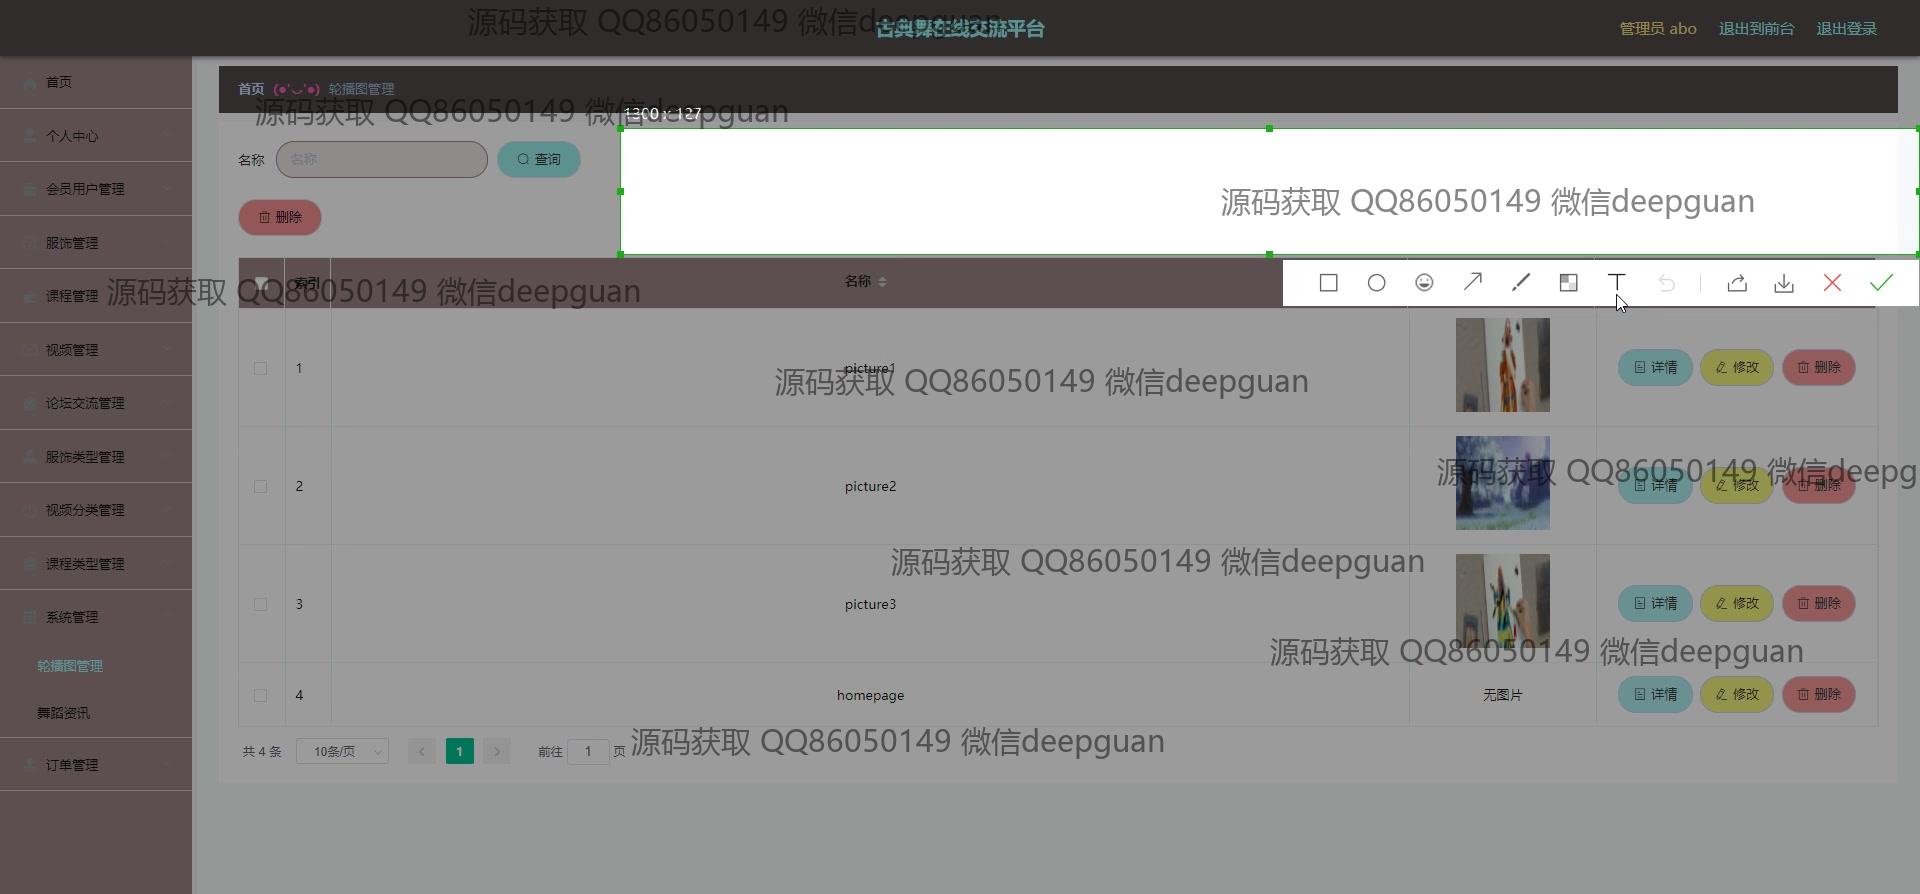 源码获取 QQ86050149 微信deepguan
古典舞在线交流平台
管理员 abo 退出到前台 退出登录
首页 (●'◡'●) 轮播图管理
源码获取 QQ86050149 微信deepguan
1300 x 127
名称 名称 查询
源码获取 QQ86050149 微信deepguan
删除
首页
个人中心
会员用户管理
服饰管理
课程管理
视频管理
论坛交流管理
服饰类型管理
视频分类管理
课程类型管理
系统管理
轮播图管理
舞蹈资讯
订单管理
索引 名称
源码获取 QQ86050149 微信deepguan
1 picture1 详情 修改 删除
源码获取 QQ86050149 微信deepguan
2 picture2 详情 修改 删除
源码获取 QQ86050149 微信deepg
源码获取 QQ86050149 微信deepguan
3 picture3 详情 修改 删除
源码获取 QQ86050149 微信deepguan
4 homepage 无图片 详情 修改 删除
共 4 条 10条/页 1 前往 1 页
源码获取 QQ86050149 微信deepguan